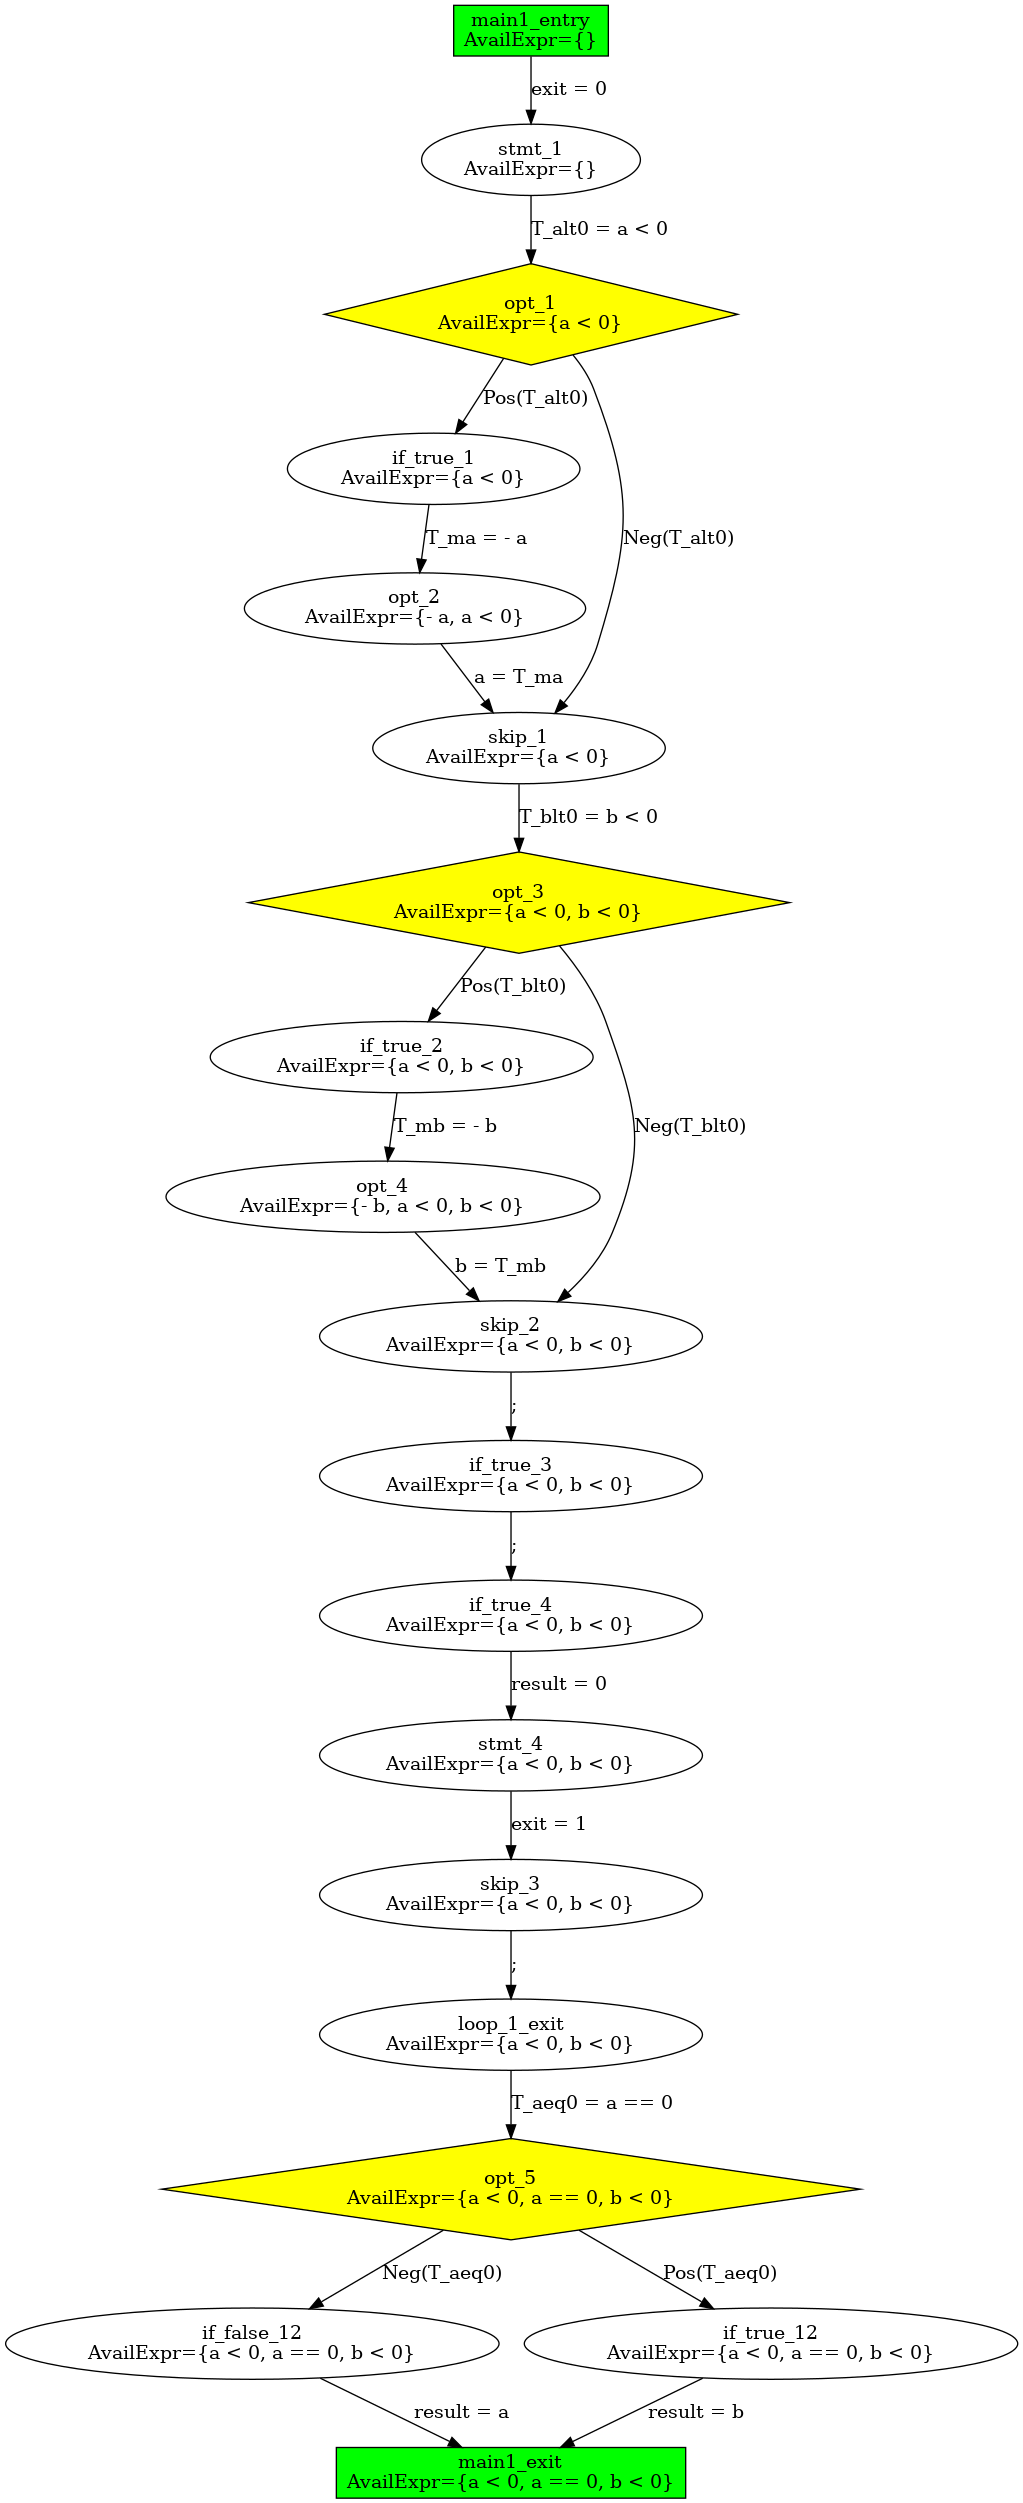 main1_entry
AvailExpr={}
exit = 0
stmt_1
AvailExpr={}
T_alt0 = a < 0
opt_1
AvailExpr={a < 0}
Pos(T_alt0)
if_true_1
AvailExpr={a < 0}
T_ma = - a
Neg(T_alt0)
opt_2
AvailExpr={- a, a < 0}
a = T_ma
skip_1
AvailExpr={a < 0}
T_blt0 = b < 0
opt_3
AvailExpr={a < 0, b < 0}
Pos(T_blt0)
if_true_2
AvailExpr={a < 0, b < 0}
T_mb = - b
Neg(T_blt0)
opt_4
AvailExpr={- b, a < 0, b < 0}
b = T_mb
skip_2
AvailExpr={a < 0, b < 0}
;
if_true_3
AvailExpr={a < 0, b < 0}
;
if_true_4
AvailExpr={a < 0, b < 0}
result = 0
stmt_4
AvailExpr={a < 0, b < 0}
exit = 1
skip_3
AvailExpr={a < 0, b < 0}
;
loop_1_exit
AvailExpr={a < 0, b < 0}
T_aeq0 = a == 0
opt_5
AvailExpr={a < 0, a == 0, b < 0}
Neg(T_aeq0)
Pos(T_aeq0)
if_false_12
AvailExpr={a < 0, a == 0, b < 0}
if_true_12
AvailExpr={a < 0, a == 0, b < 0}
result = a
result = b
main1_exit
AvailExpr={a < 0, a == 0, b < 0}